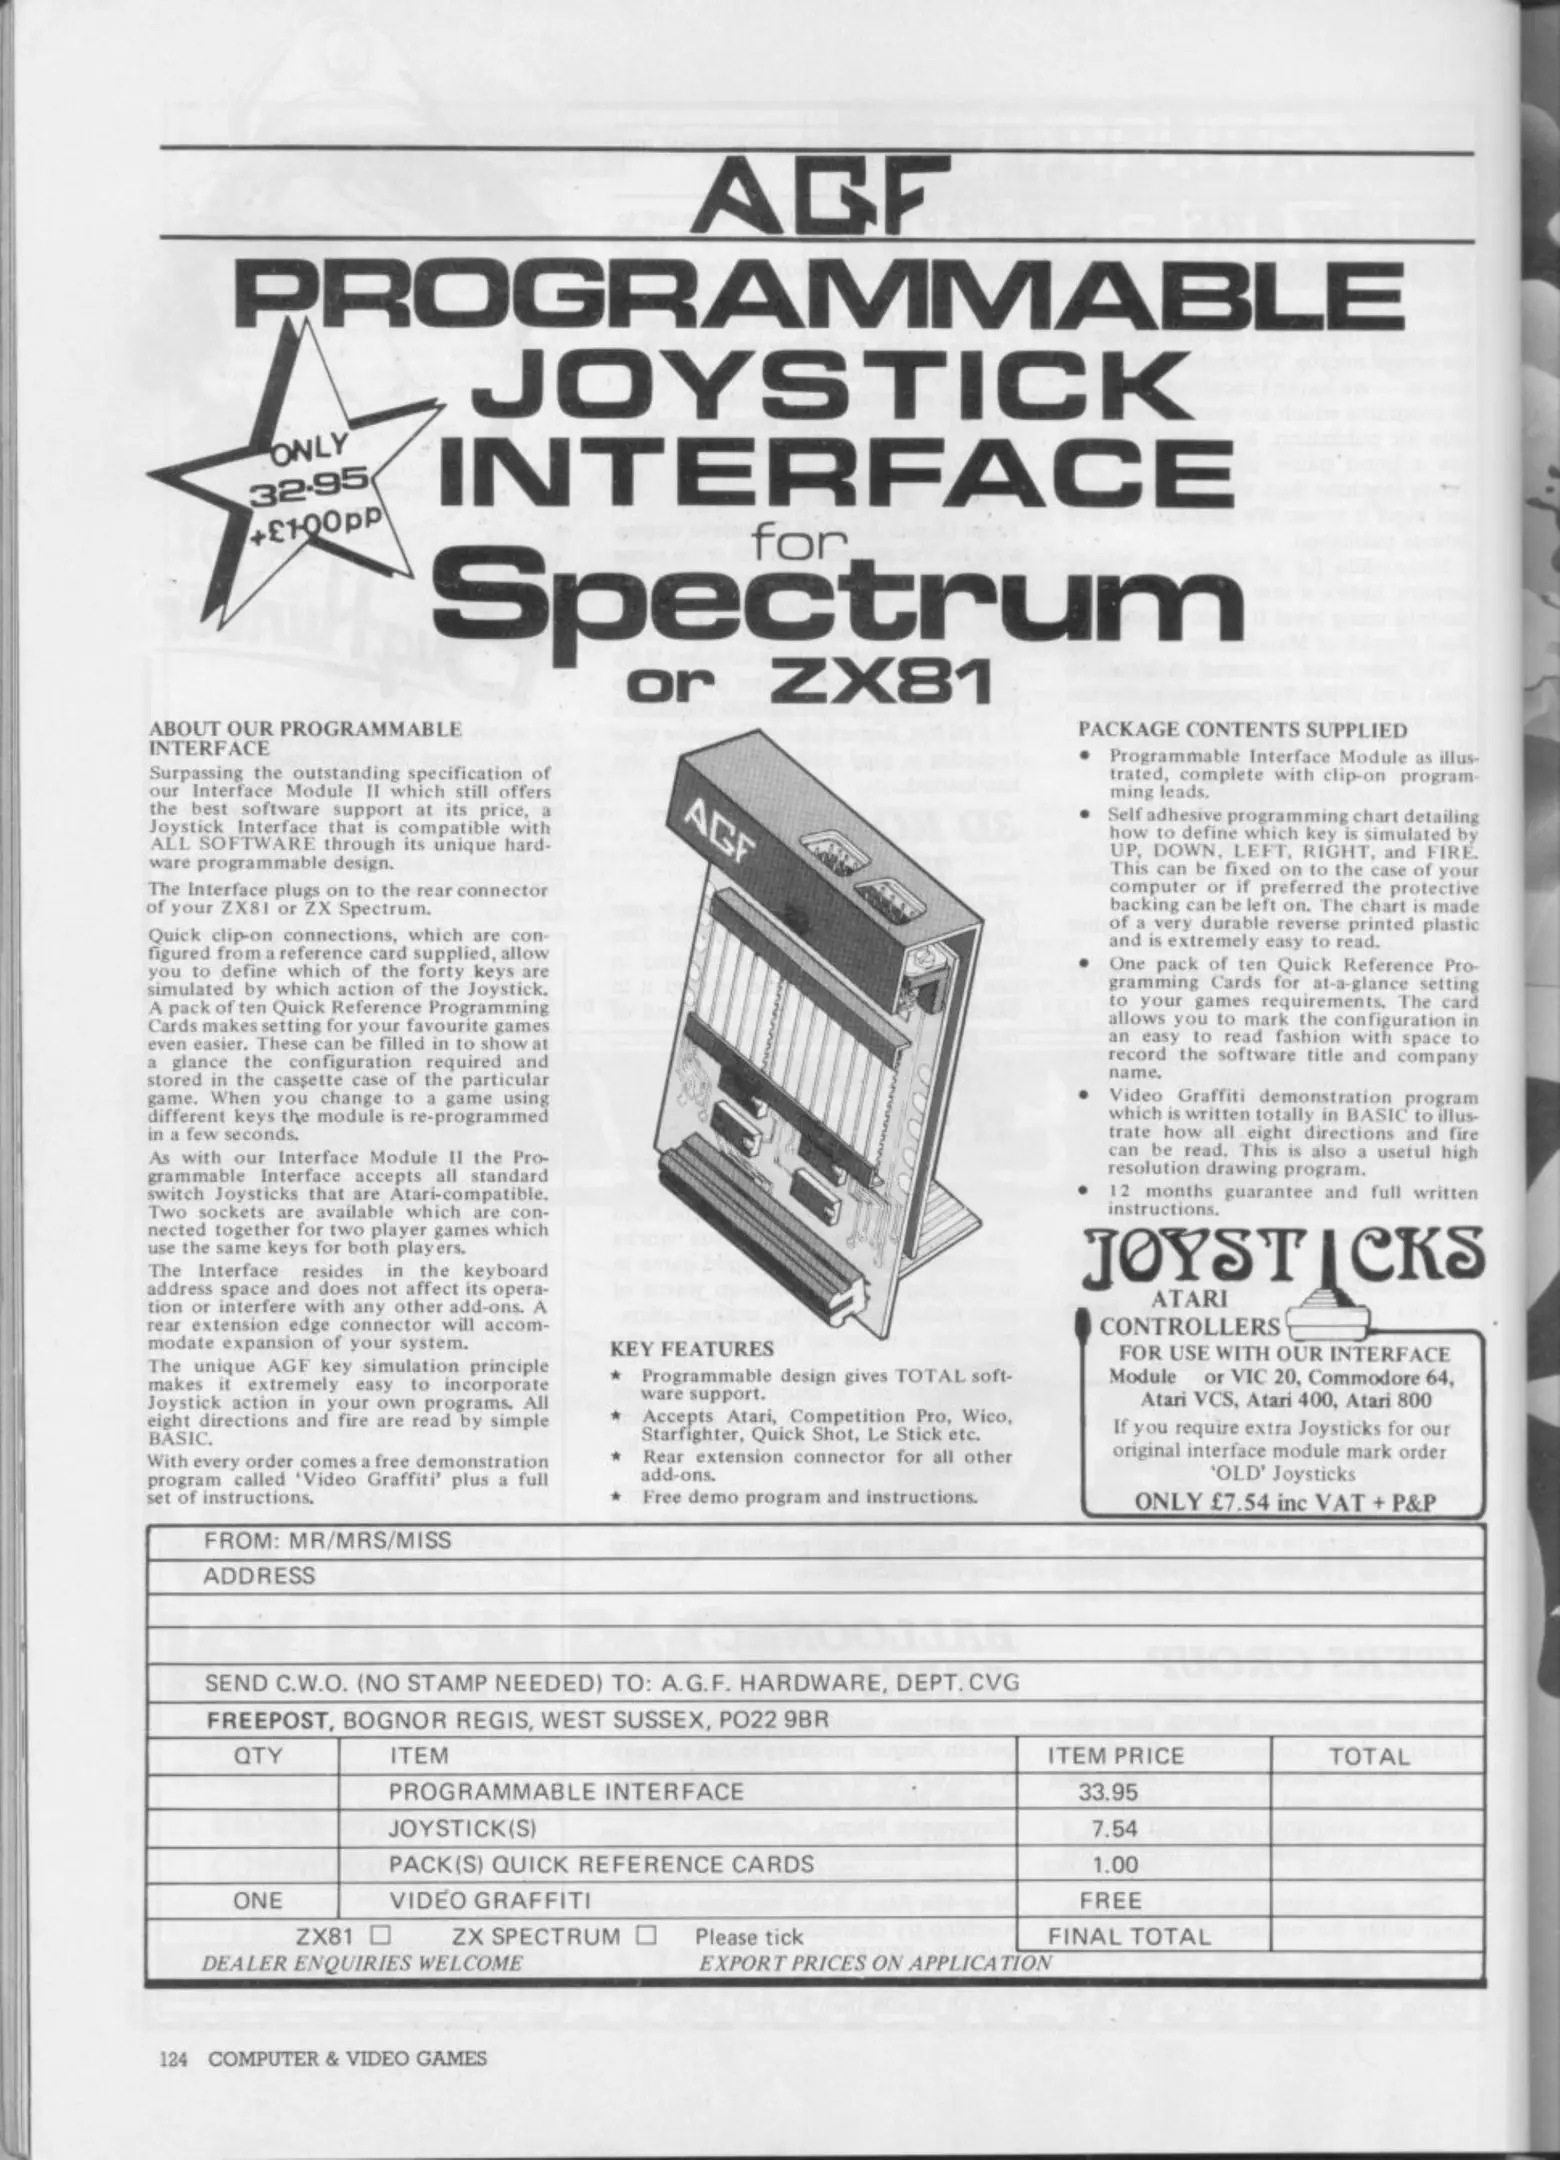 AGF
PROGRAMMABLE
JOYSTICK
INTERFACE
for
Spectrum
or ZX81
ONLY
32·95
+£1·00pp
ABOUT OUR PROGRAMMABLE
INTERFACE
Surpassing the outstanding specification of
our Interface Module II which still offers
the best software support at its price, a
Joystick Interface that is compatible with
ALL SOFTWARE through its unique hard-
ware programmable design.
The Interface plugs on to the rear connector
of your ZX81 or ZX Spectrum.
Quick clip-on connections, which are con-
figured from a reference card supplied, allow
you to define which of the forty keys are
simulated by which action of the Joystick.
A pack of ten Quick Reference Programming
Cards makes setting for your favourite games
even easier. These can be filled in to show at
a glance the configuration required and
stored in the cassette case of the particular
game. When you change to a game using
different keys the module is re-programmed
in a few seconds.
As with our Interface Module II the Pro-
grammable Interface accepts all standard
switch Joysticks that are Atari-compatible.
Two sockets are available which are con-
nected together for two player games which
use the same keys for both players.
The Interface resides in the keyboard
address space and does not affect its opera-
tion or interfere with any other add-ons. A
rear extension edge connector will accom-
modate expansion of your system.
The unique AGF key simulation principle
makes it extremely easy to incorporate
Joystick action in your own programs. All
eight directions and fire are read by simple
BASIC.
With every order comes a free demonstration
program called 'Video Graffiti' plus a full
set of instructions.
AGF
KEY FEATURES
* Programmable design gives TOTAL soft-
ware support.
* Accepts Atari, Competition Pro, Wico,
Starfighter, Quick Shot, Le Stick etc.
* Rear extension connector for all other
add-ons.
* Free demo program and instructions.
PACKAGE CONTENTS SUPPLIED
• Programmable Interface Module as illus-
trated, complete with clip-on program-
ming leads.
• Self adhesive programming chart detailing
how to define which key is simulated by
UP, DOWN, LEFT, RIGHT, and FIRE.
This can be fixed on to the case of your
computer or if preferred the protective
backing can be left on. The chart is made
of a very durable reverse printed plastic
and is extremely easy to read.
• One pack of ten Quick Reference Pro-
gramming Cards for at-a-glance setting
to your games requirements. The card
allows you to mark the configuration in
an easy to read fashion with space to
record the software title and company
name.
• Video Graffiti demonstration program
which is written totally in BASIC to illus-
trate how all eight directions and fire
can be read. This is also a useful high
resolution drawing program.
• 12 months guarantee and full written
instructions.
JOYSTICKS
ATARI
CONTROLLERS
FOR USE WITH OUR INTERFACE
Module or VIC 20, Commodore 64,
Atari VCS, Atari 400, Atari 800
If you require extra Joysticks for our
original interface module mark order
'OLD' Joysticks
ONLY £7.54 inc VAT + P&P
FROM: MR/MRS/MISS
ADDRESS
SEND C.W.O. (NO STAMP NEEDED) TO: A.G.F. HARDWARE, DEPT. CVG
FREEPOST, BOGNOR REGIS, WEST SUSSEX, PO22 9BR
QTY ITEM ITEM PRICE TOTAL
PROGRAMMABLE INTERFACE 33.95
JOYSTICK(S) 7.54
PACK(S) QUICK REFERENCE CARDS 1.00
ONE VIDEO GRAFFITI FREE
ZX81 □ ZX SPECTRUM □ Please tick FINAL TOTAL
DEALER ENQUIRIES WELCOME EXPORT PRICES ON APPLICATION
124 COMPUTER & VIDEO GAMES